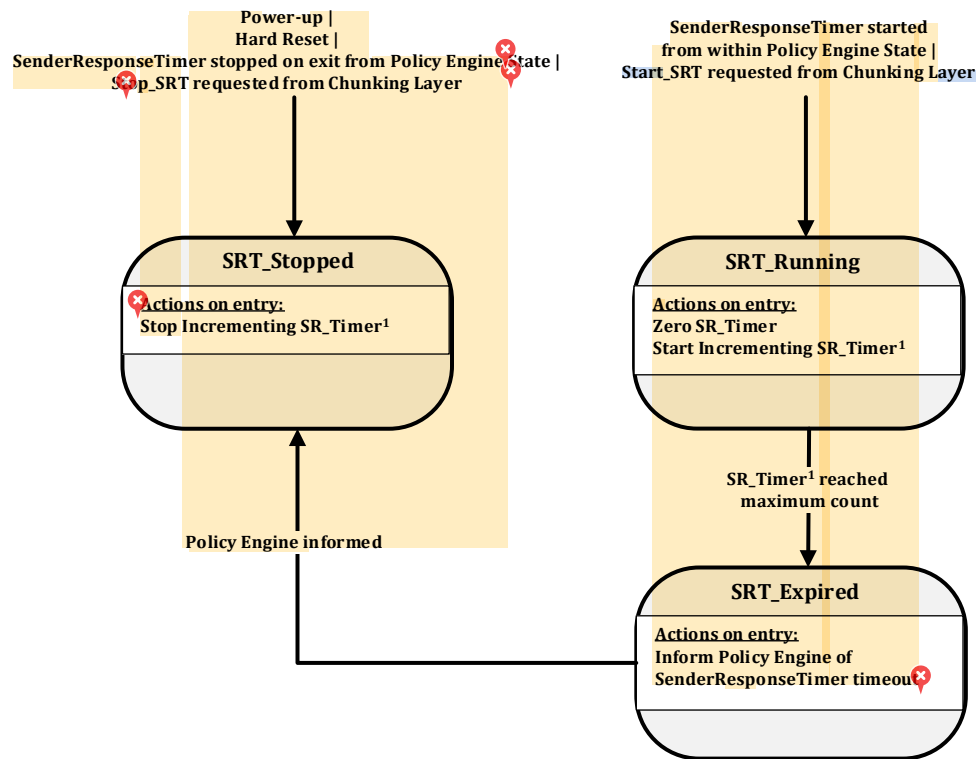 Power-up |
Hard Reset |
SenderResponseTimer stopped on exit from Policy Engine State |
Stop_SRT requested from Chunking Layer
SenderResponseTimer started
from within Policy Engine State |
Start_SRT requested from Chunking Layer
SRT_Stopped
Actions on entry:
Stop Incrementing SR_Timer¹
SRT_Running
Actions on entry:
Zero SR_Timer
Start Incrementing SR_Timer¹
SR_Timer¹ reached
maximum count
Policy Engine informed
SRT_Expired
Actions on entry:
Inform Policy Engine of
SenderResponseTimer timeout